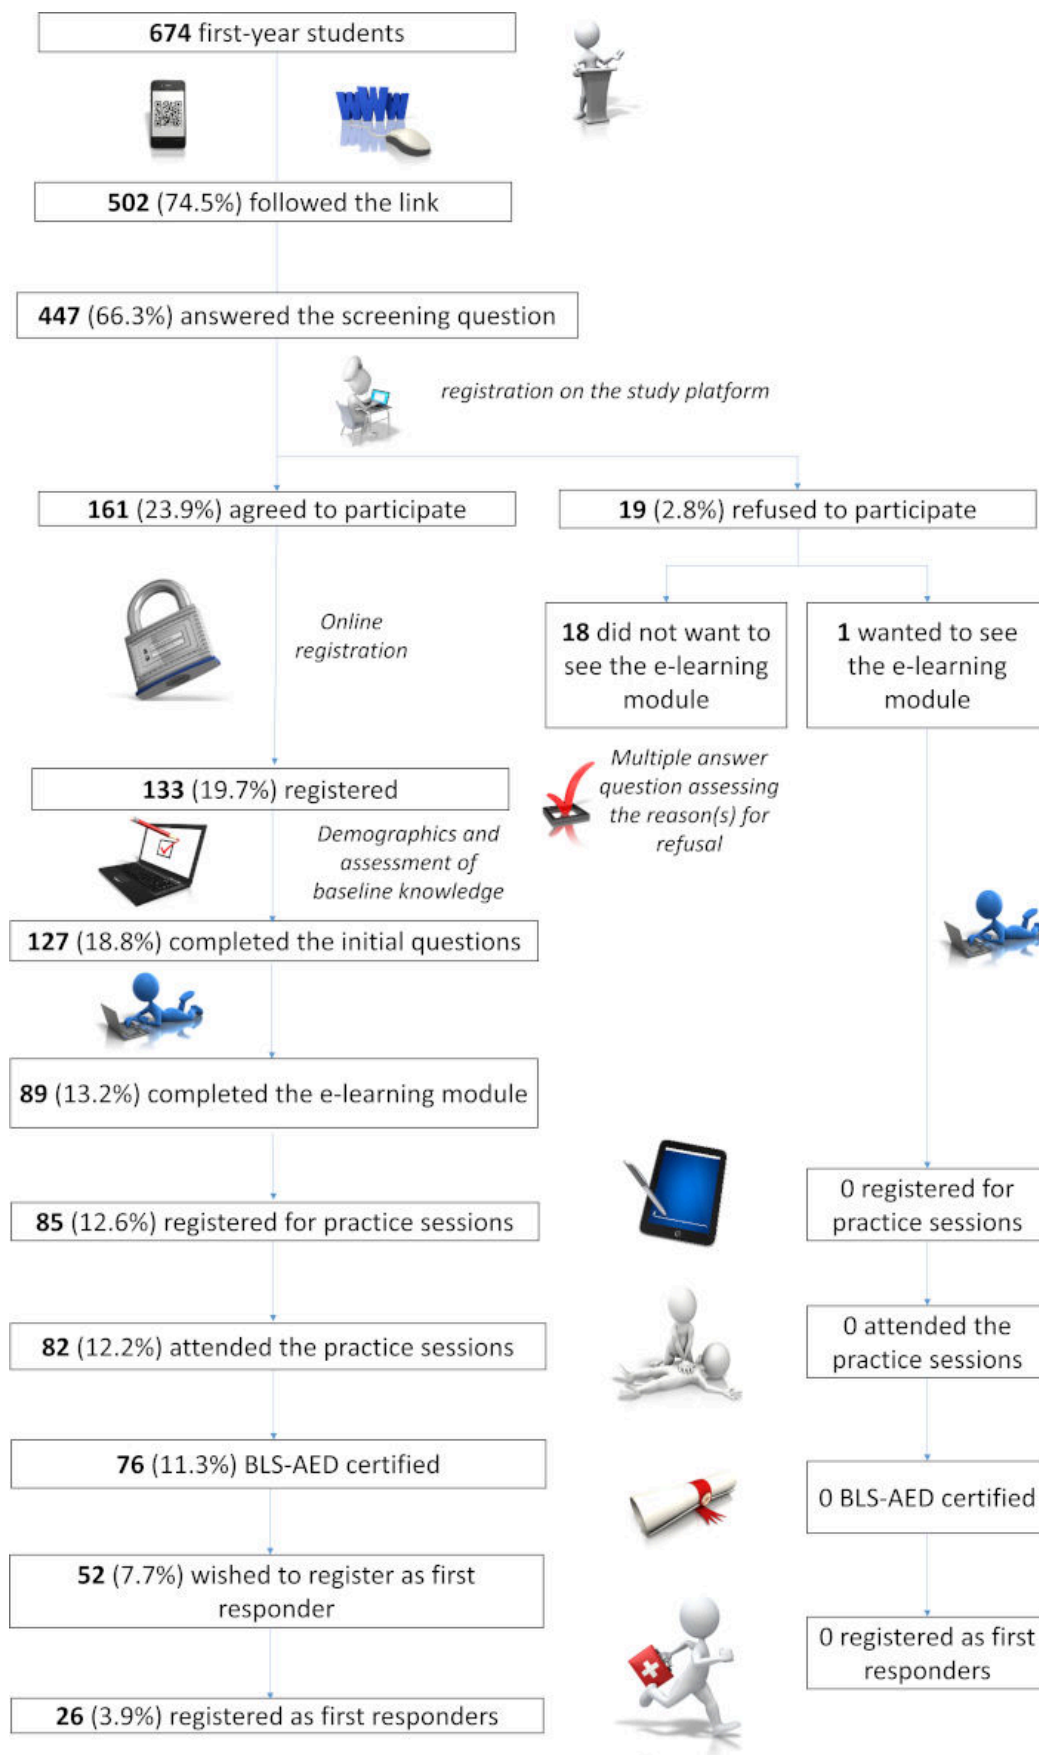 674 first-year students
WWW
502 (74.5%) followed the link
447 (66.3%) answered the screening question
registration on the study platform
161 (23.9%) agreed to participate
19 (2.8%) refused to participate
Online
registration
18 did not want to
see the e-learning
module
1 wanted to see
the e-learning
module
Multiple answer
question assessing
the reason(s) for
refusal
133 (19.7%) registered
Demographics and
assessment of
baseline knowledge
127 (18.8%) completed the initial questions
89 (13.2%) completed the e-learning module
85 (12.6%) registered for practice sessions
0 registered for
practice sessions
82 (12.2%) attended the practice sessions
0 attended the
practice sessions
76 (11.3%) BLS-AED certified
0 BLS-AED certified
52 (7.7%) wished to register as first
responder
0 registered as first
responders
26 (3.9%) registered as first responders